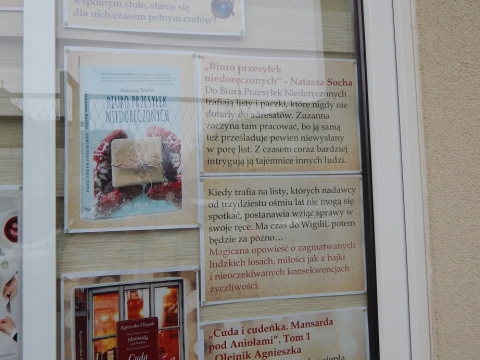 wspólnym stole, stanie się
dla nich czasem pełnym cudów?
Natasza Socha
BIURO PRZESYŁEK
NIEDORĘCZONYCH
„Biuro przesyłek
niedoręczonych" - Natasza Socha
Do Biura Przesyłek Niedoręczonych
trafiają listy i paczki, które nigdy nie
dotarły do adresatów. Zuzanna
zaczyna tam pracować, bo ją samą
też prześladuje pewien niewysłany
w porę list. Z czasem coraz bardziej
intrygują ją tajemnice innych ludzi.
Kiedy trafia na listy, których nadawcy
od trzydziestu ośmiu lat nie mogą się
spotkać, postanawia wziąć sprawy w
swoje ręce. Ma czas do Wigilii, potem
będzie za późno…
Magiczna opowieść o zagmatwanych
ludzkich losach, miłości jak z bajki
i nieoczekiwanych konsekwencjach
życzliwości.
Agnieszka Olejnik
Cuda
„Cuda i cudeńka. Mansarda
pod Aniołami". Tom 1
Olejnik Agnieszka